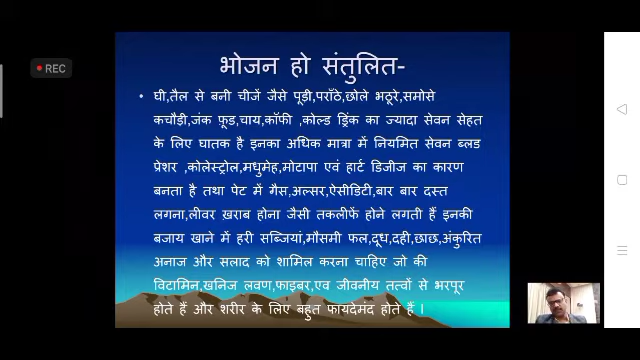 REC
भोजन हो संतुलित-
• घी,तैल से बनी चीजें जैसे पूडी,पराँठे,छोले भठूरे,समोसे
कचौड़ी,जंक फ़ूड,चाय,कॉफी ,कोल्ड ड्रिंक का ज्यादा सेवन सेहत
के लिए घातक है इनका अधिक मात्रा में नियमित सेवन ब्लड
प्रेशर ,कोलेस्ट्रोल,मधुमेह,मोटापा एवं हार्ट डिजीज का कारण
बनता है तथा पेट में गैस,अल्सर,ऐसीडिटी,बार बार दस्त
लगना,लीवर ख़राब होना जैसी तकलीफें होने लगती हैं इनकी
बजाय खाने में हरी सब्जियां,मौसमी फल,दूध,दही,छाछ,अंकुरित
अनाज और सलाद को शामिल करना चाहिए जो की
विटामिन,खनिज लवण,फाइबर,एव जीवनीय तत्वों से भरपूर
होते हैं और शरीर के लिए बहुत फायदेमंद होते हैं ।